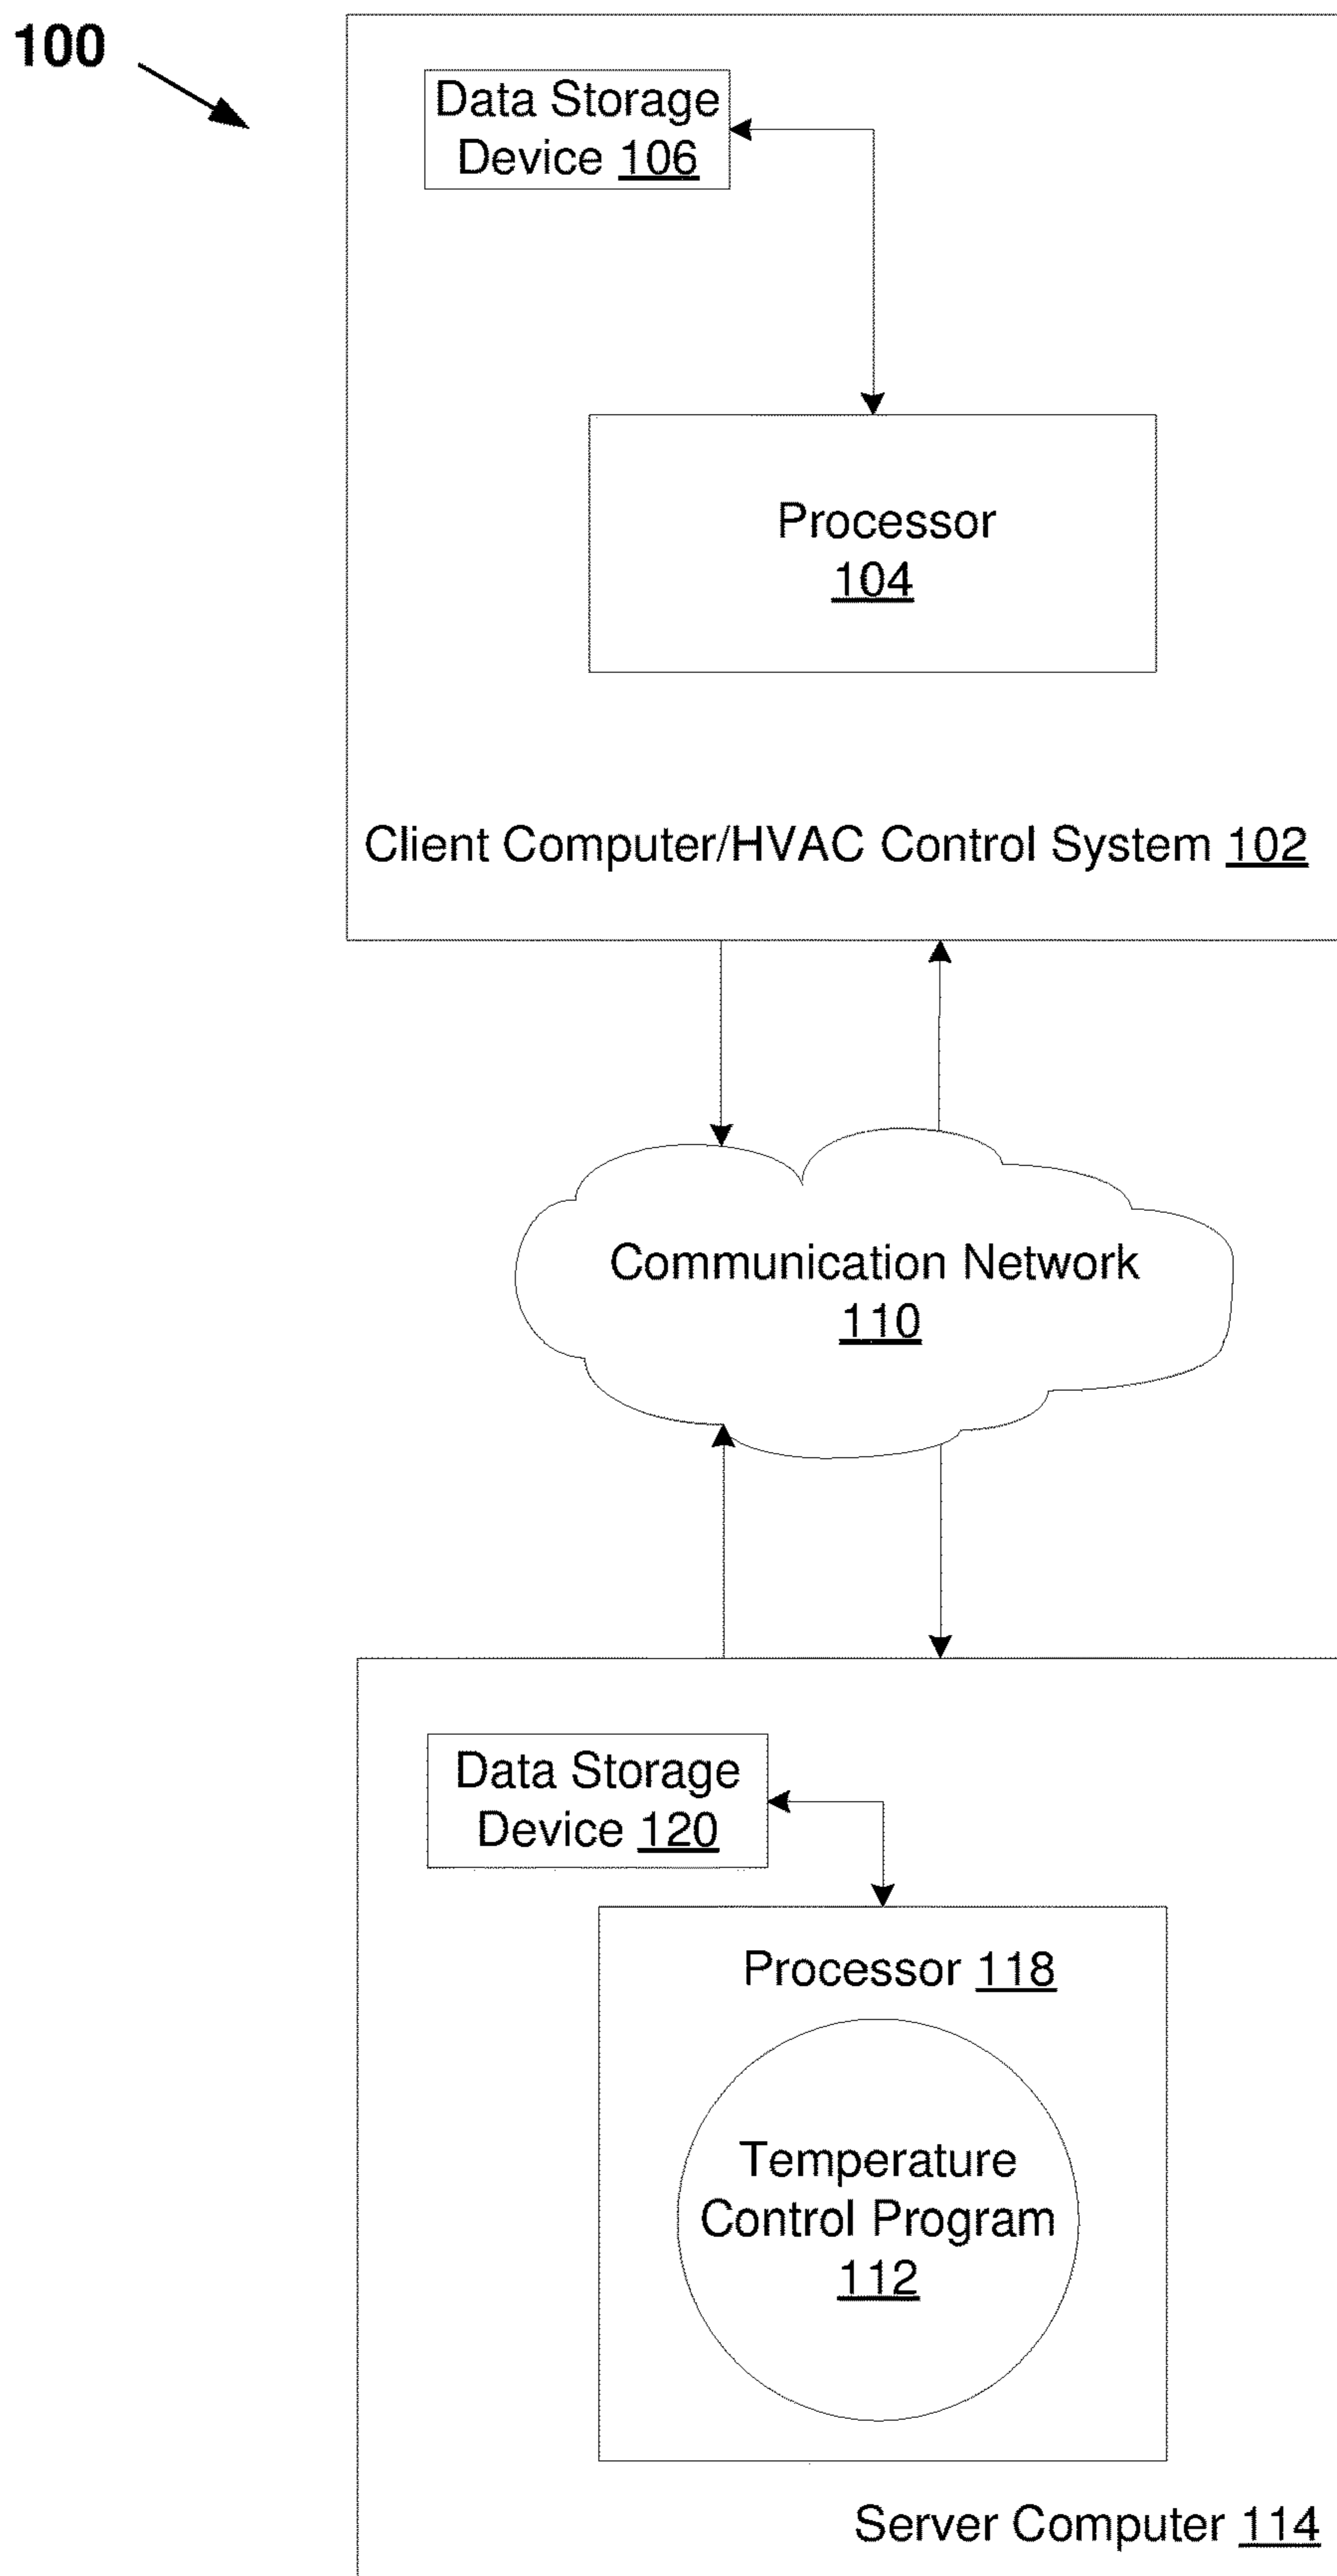 100
Data Storage
Device 106
Processor
104
Client Computer/HVAC Control System 102
Communication Network
110
Data Storage
Device 120
Processor 118
Temperature
Control Program
112
Server Computer 114